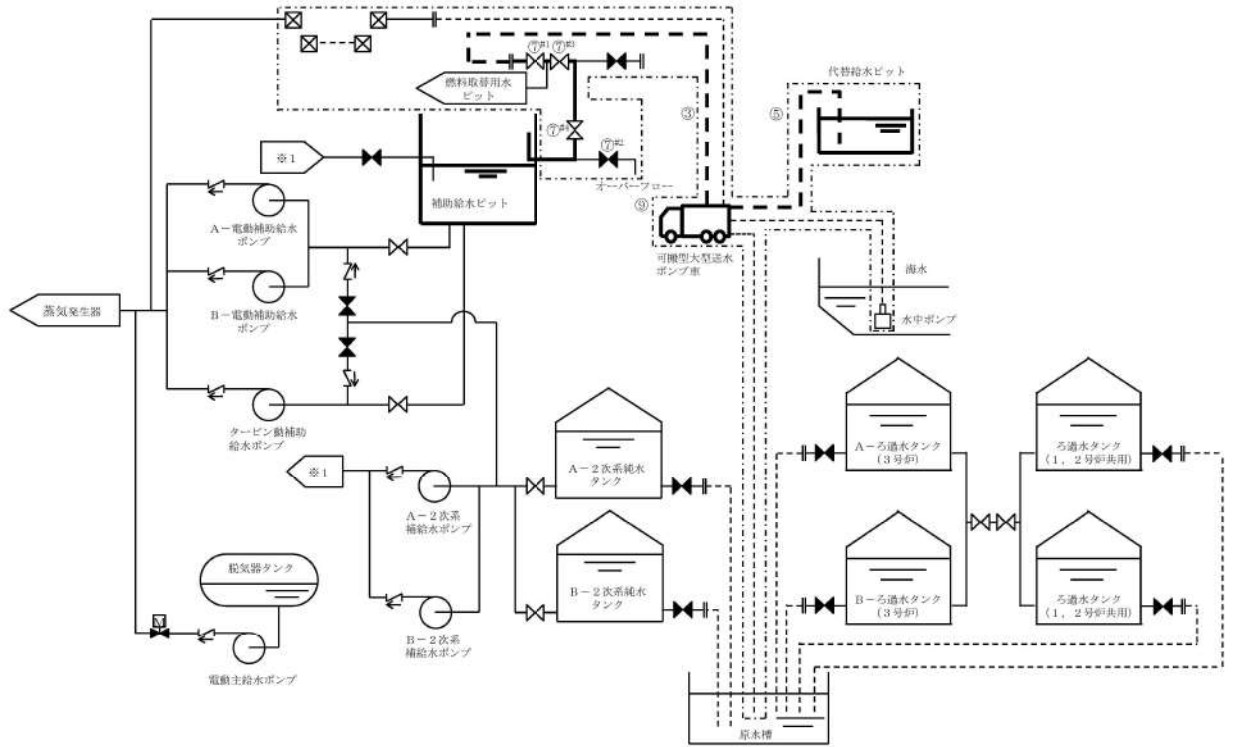 ⑦#1 ⑦#3
燃料取替用水
ピット
代替給水ピット
③
⑤
⑦#4
⑦#2
※1
オーバーフロー
補助給水ピット
⑨
A－電動補助給水
ポンプ
可搬型大型送水
ポンプ車
海水
B－電動補助給水
ポンプ
蒸気発生器
水中ポンプ
タービン動補助
給水ポンプ
※1
A－2次系純水
タンク
A－ろ過水タンク
(3号炉)
ろ過水タンク
(1，2号炉共用)
A－2次系
補給水ポンプ
脱気器タンク
B－2次系純水
タンク
B－ろ過水タンク
(3号炉)
ろ過水タンク
(1，2号炉共用)
M
B－2次系
補給水ポンプ
電動主給水ポンプ
原水槽